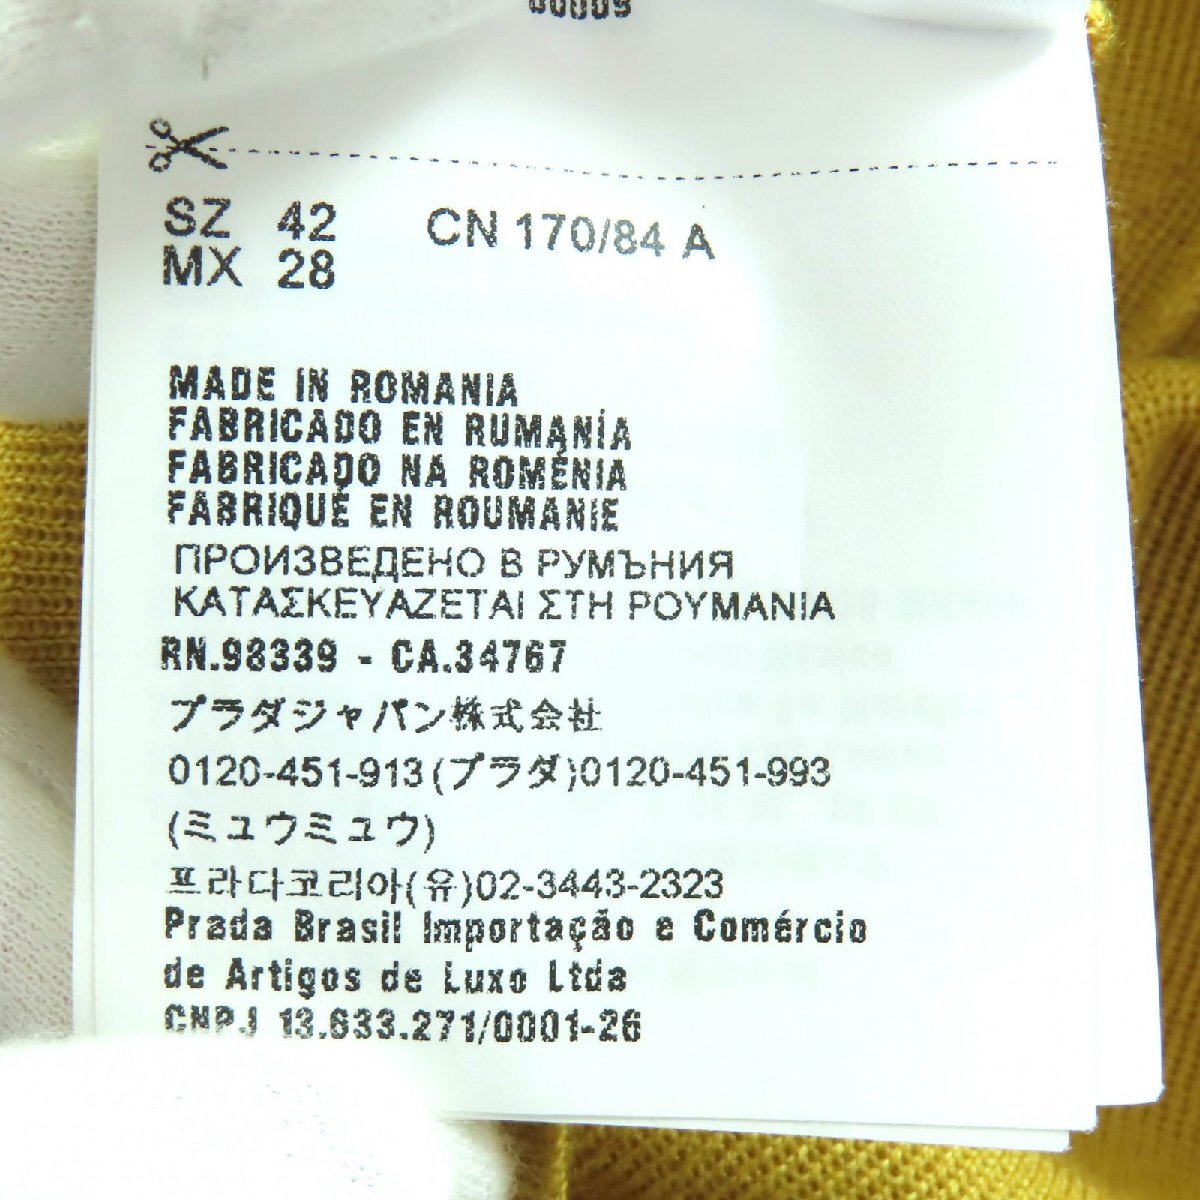 SZ 42 CN 170/84 A
MX 28
MADE IN ROMANIA
FABRICADO EN RUMANÍA
FABRICADO NA ROMÉNIA
FABRIQUÉ EN ROUMANIE
ПРОИЗВЕДЕНО В РУМЪНИЯ
ΚΑΤΑΣΚΕΥΑΖΕΤΑΙ ΣΤΗ ΡΟΥΜΑΝΙΑ
RN.98339 - CA.34767
プラダジャパン株式会社
0120-451-913(プラダ)0120-451-993
(ミュウミュウ)
프라다코리아(유)02-3443-2323
Prada Brasil Importação e Comércio
de Artigos de Luxo Ltda
CNPJ 13.633.271/0001-26